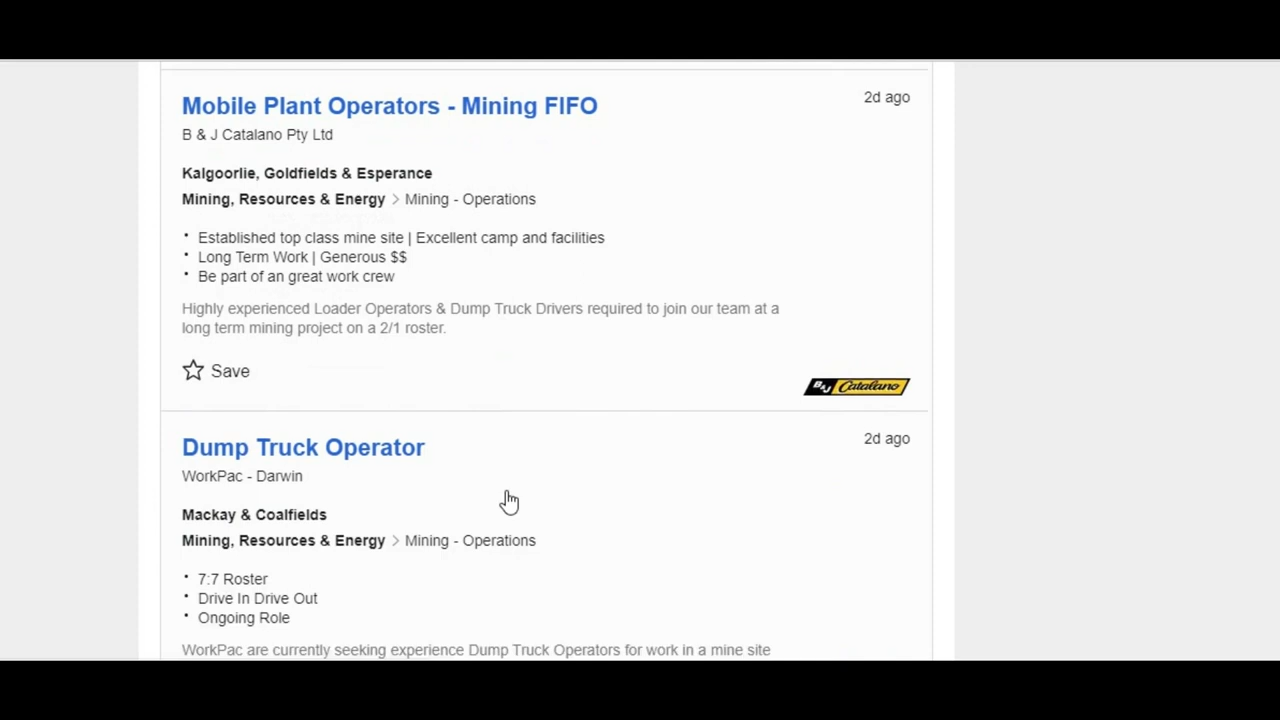 Mobile Plant Operators - Mining FIFO
2d ago
B & J Catalano Pty Ltd
Kalgoorlie, Goldfields & Esperance
Mining, Resources & Energy > Mining - Operations
• Established top class mine site | Excellent camp and facilities
• Long Term Work | Generous $$
• Be part of an great work crew
Highly experienced Loader Operators & Dump Truck Drivers required to join our team at a
long term mining project on a 2/1 roster.
Save
B&J Catalano
Dump Truck Operator
2d ago
WorkPac - Darwin
Mackay & Coalfields
Mining, Resources & Energy > Mining - Operations
• 7:7 Roster
• Drive In Drive Out
• Ongoing Role
WorkPac are currently seeking experience Dump Truck Operators for work in a mine site